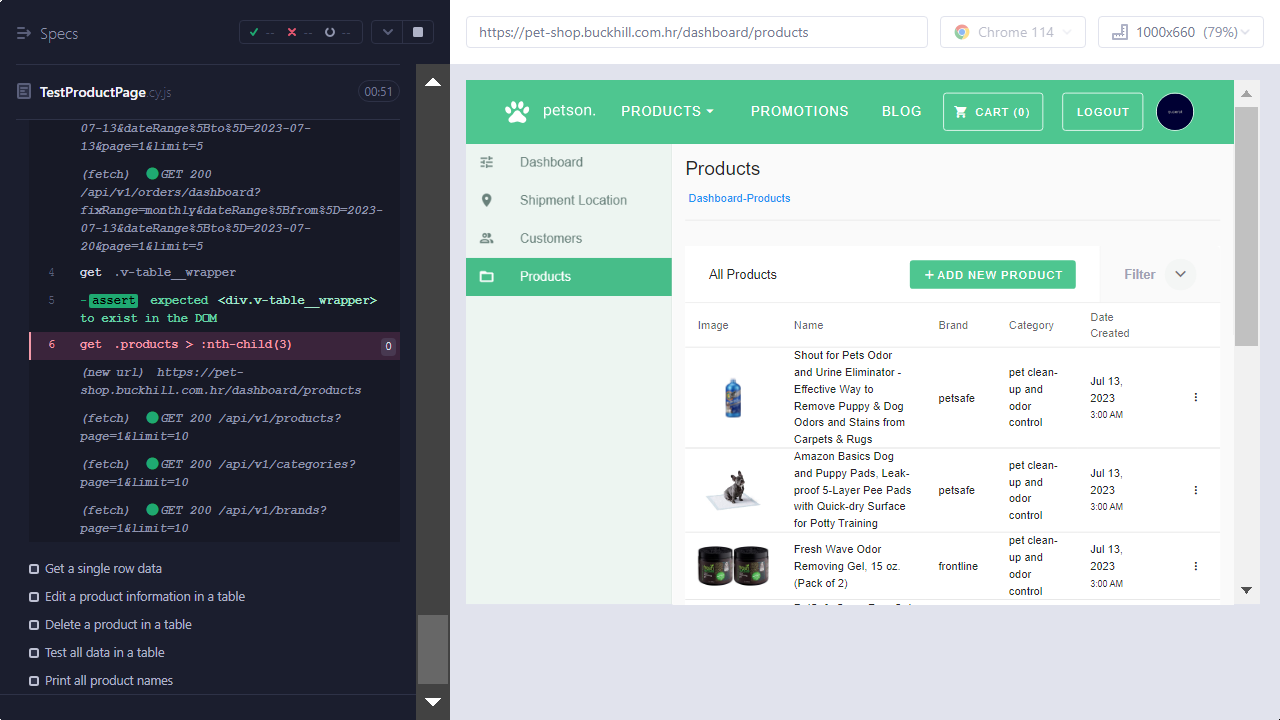 Specs
--
--
--
https://pet-shop.buckhill.com.hr/dashboard/products
Chrome 114
1000x660 (79%)
TestProductPage.cy.js
00:51
07-13&dateRange%5Bto%5D=2023-07-
13&page=1&limit=5
(fetch) GET 200
/api/v1/orders/dashboard?
fixRange=monthly&dateRange%5Bfrom%5D=2023-
07-13&dateRange%5Bto%5D=2023-07-
20&page=1&limit=5
4 get .v-table__wrapper
5 -assert expected <div.v-table__wrapper>
to exist in the DOM
6 get .products > :nth-child(3) 0
(new url) https://pet-
shop.buckhill.com.hr/dashboard/products
(fetch) GET 200 /api/v1/products?
page=1&limit=10
(fetch) GET 200 /api/v1/categories?
page=1&limit=10
(fetch) GET 200 /api/v1/brands?
page=1&limit=10
Get a single row data
Edit a product information in a table
Delete a product in a table
Test all data in a table
Print all product names
petson.
PRODUCTS
PROMOTIONS
BLOG
CART (0)
LOGOUT
Dashboard
Shipment Location
Customers
Products
Products
Dashboard-Products
All Products
+ ADD NEW PRODUCT
Filter
Image
Name
Brand
Category
Date
Created
Shout for Pets Odor
and Urine Eliminator -
Effective Way to
Remove Puppy & Dog
Odors and Stains from
Carpets & Rugs
petsafe
pet clean-
up and
odor
control
Jul 13,
2023
3:00 AM
Amazon Basics Dog
and Puppy Pads, Leak-
proof 5-Layer Pee Pads
with Quick-dry Surface
for Potty Training
petsafe
pet clean-
up and
odor
control
Jul 13,
2023
3:00 AM
Fresh Wave Odor
Removing Gel, 15 oz.
(Pack of 2)
frontline
pet clean-
up and
odor
control
Jul 13,
2023
3:00 AM